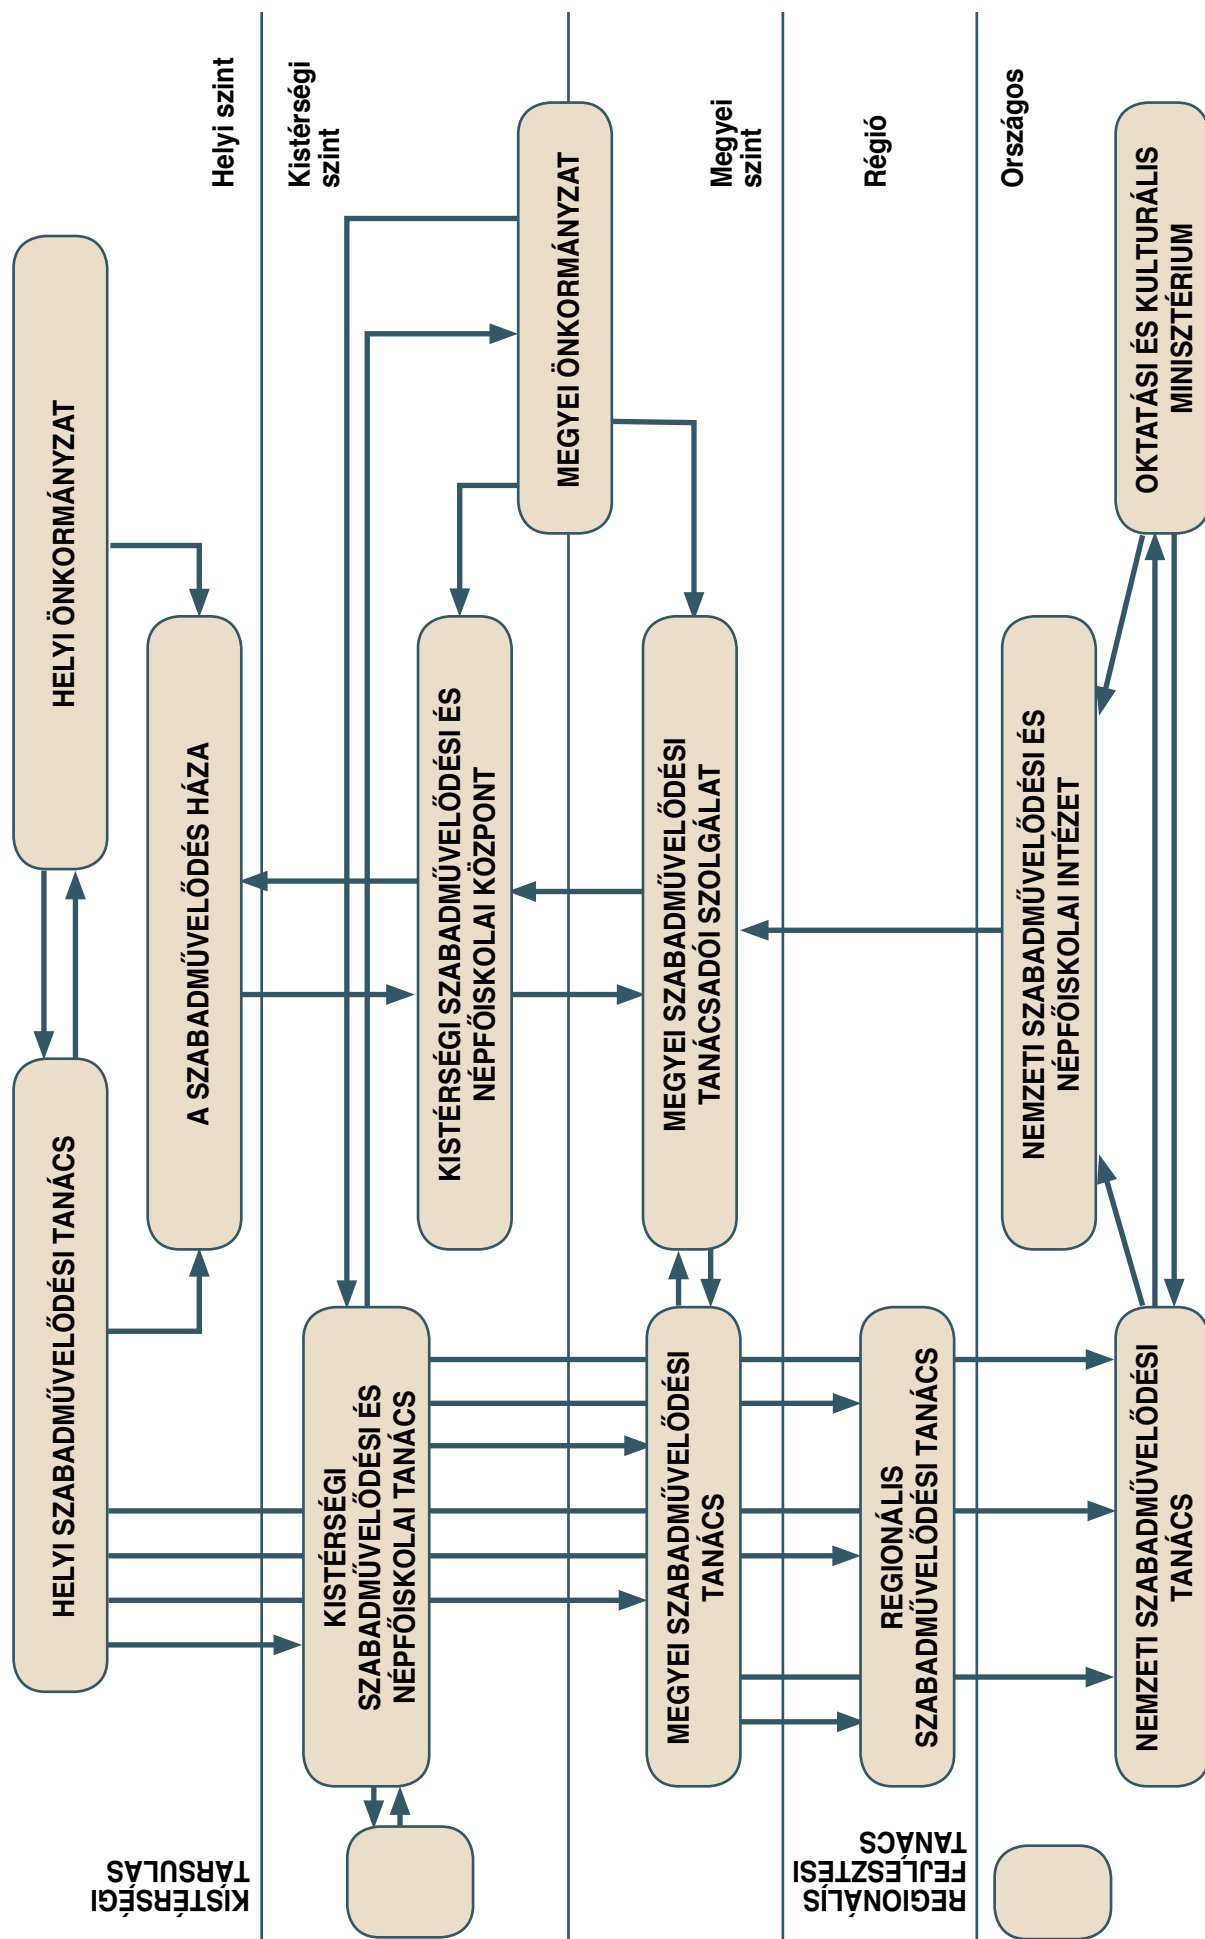 HELYI SZABADMŰVELŐDÉSI TANÁCS
HELYI ÖNKORMÁNYZAT
A SZABADMŰVELŐDÉS HÁZA
Helyi szint
KISTÉRSÉGI
TÁRSULÁS
KISTÉRSÉGI
SZABADMŰVELŐDÉSI ÉS
NÉPFŐISKOLAI TANÁCS
KISTÉRSÉGI SZABADMŰVELŐDÉSI ÉS
NÉPFŐISKOLAI KÖZPONT
Kistérségi
szint
MEGYEI ÖNKORMÁNYZAT
MEGYEI SZABADMŰVELŐDÉSI
TANÁCS
MEGYEI SZABADMŰVELŐDÉSI
TANÁCSADÓI SZOLGÁLAT
Megyei
szint
REGIONÁLIS
FEJLESZTÉSI
TANÁCS
REGIONÁLIS
SZABADMŰVELŐDÉSI TANÁCS
Régió
NEMZETI SZABADMŰVELŐDÉSI ÉS
NÉPFŐISKOLAI INTÉZET
Országos
NEMZETI SZABADMŰVELŐDÉSI
TANÁCS
OKTATÁSI ÉS KULTURÁLIS
MINISZTÉRIUM